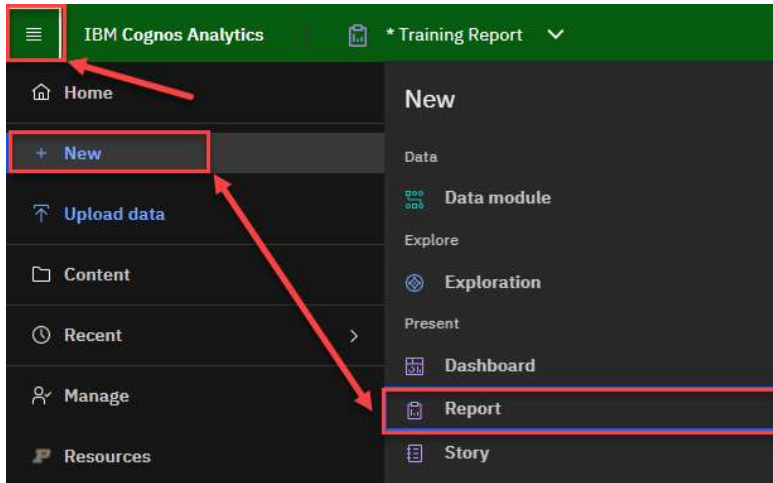 IBM Cognos Analytics
* Training Report
Home
New
Upload data
Content
Recent
Manage
Resources
New
Data
Data module
Explore
Exploration
Present
Dashboard
Report
Story